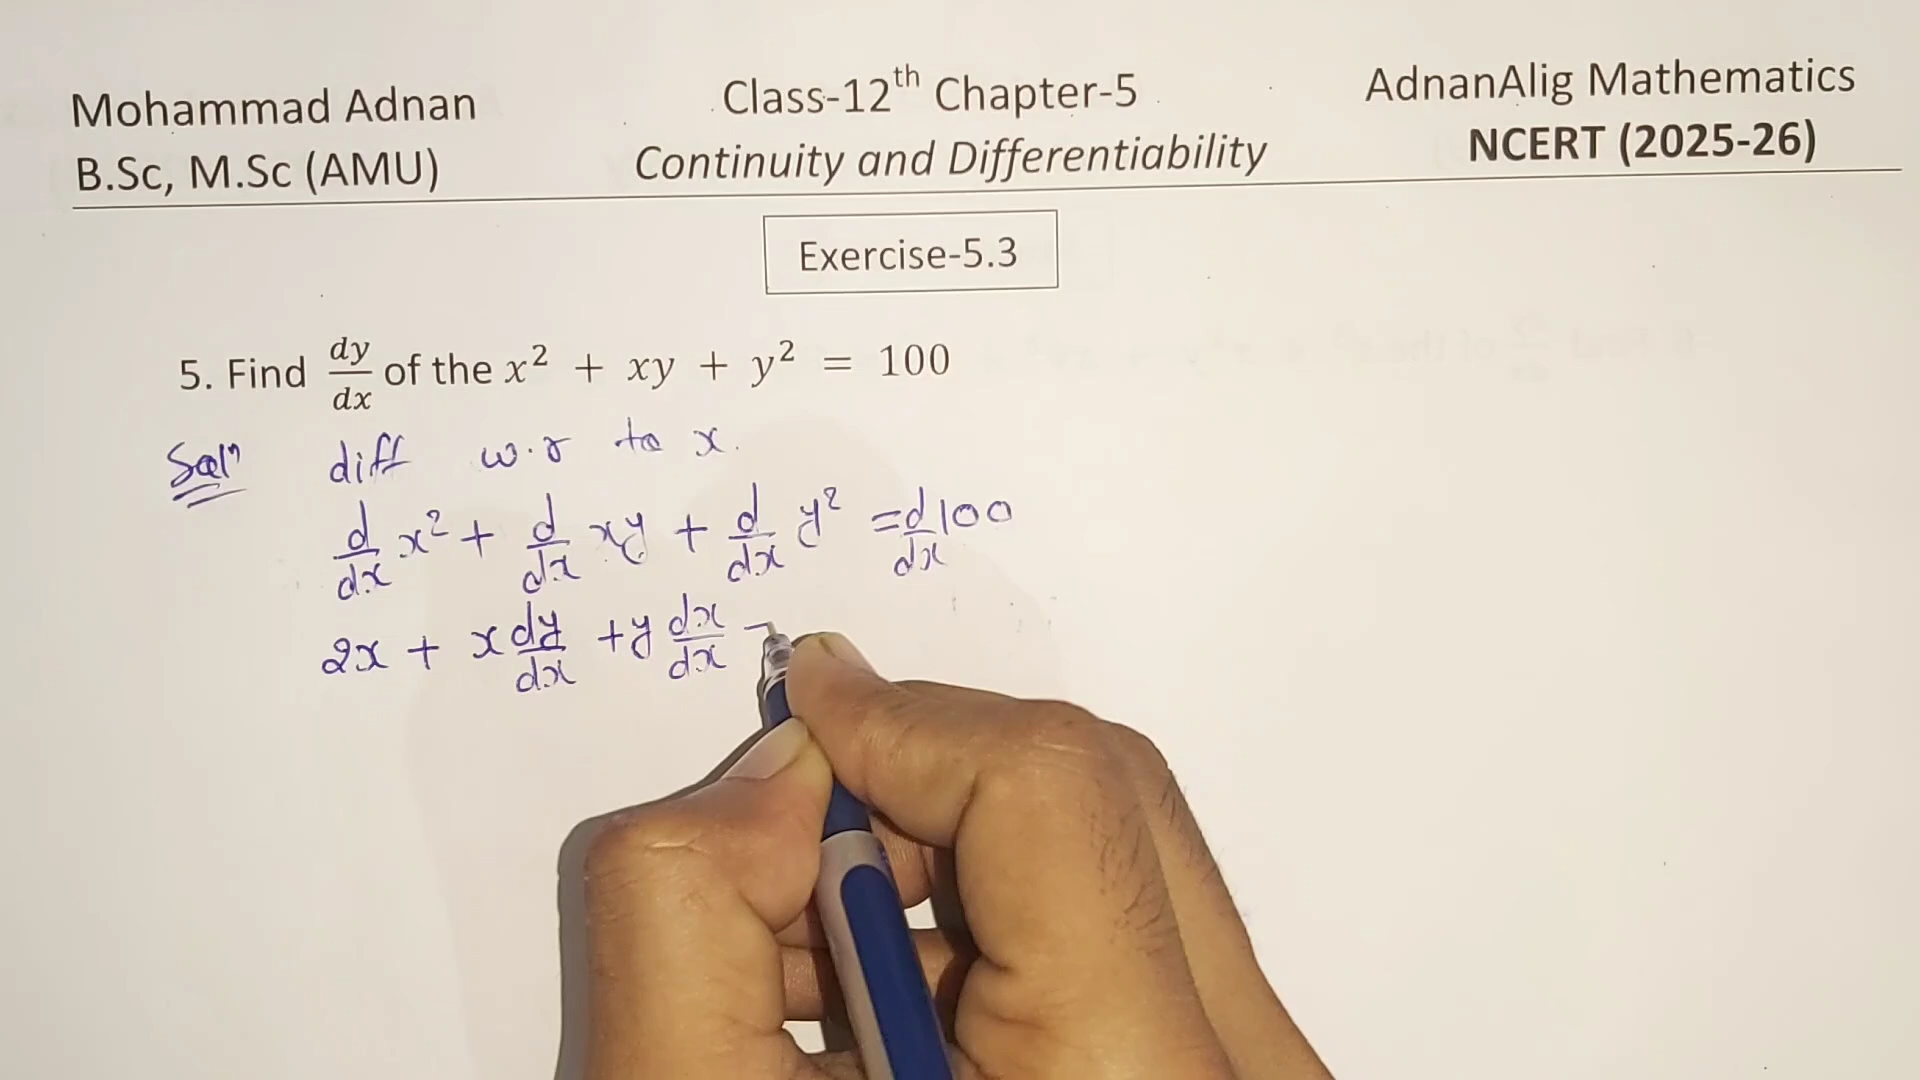 Mohammad Adnan
B.Sc, M.Sc (AMU)
Class-12th Chapter-5
Continuity and Differentiability
AdnanAlig Mathematics
NCERT (2025-26)
Exercise-5.3
5. Find dy/dx of the x² + xy + y² = 100
Solⁿ diff w.r to x.
d/dx x² + d/dx xy + d/dx y² = d/dx 100
2x + x dy/dx + y dx/dx